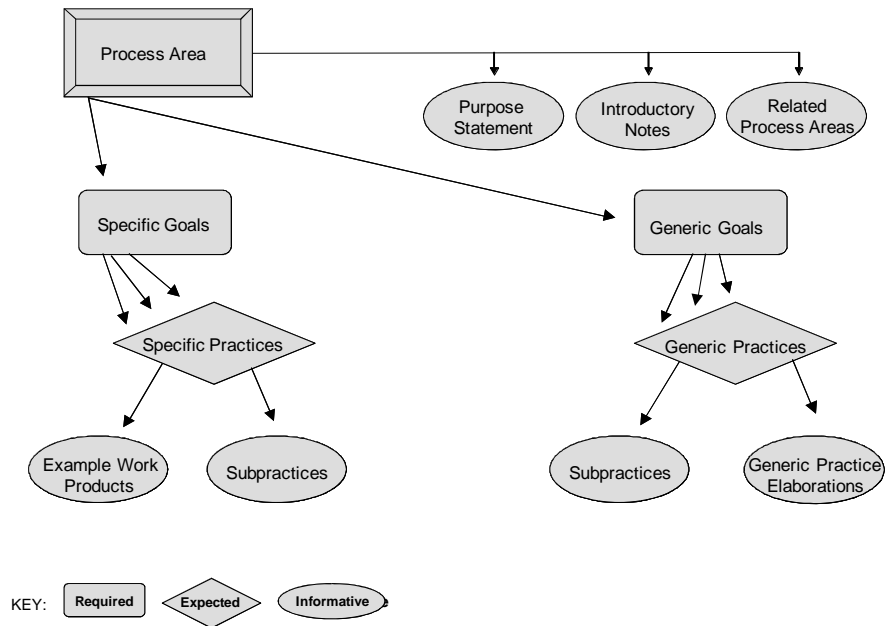 Process Area
Purpose
Statement
Introductory
Notes
Related
Process Areas
Specific Goals
Generic Goals
Specific Practices
Generic Practices
Example Work
Products
Subpractices
Subpractices
Generic Practice
Elaborations
KEY:
Required
Expected
Informative